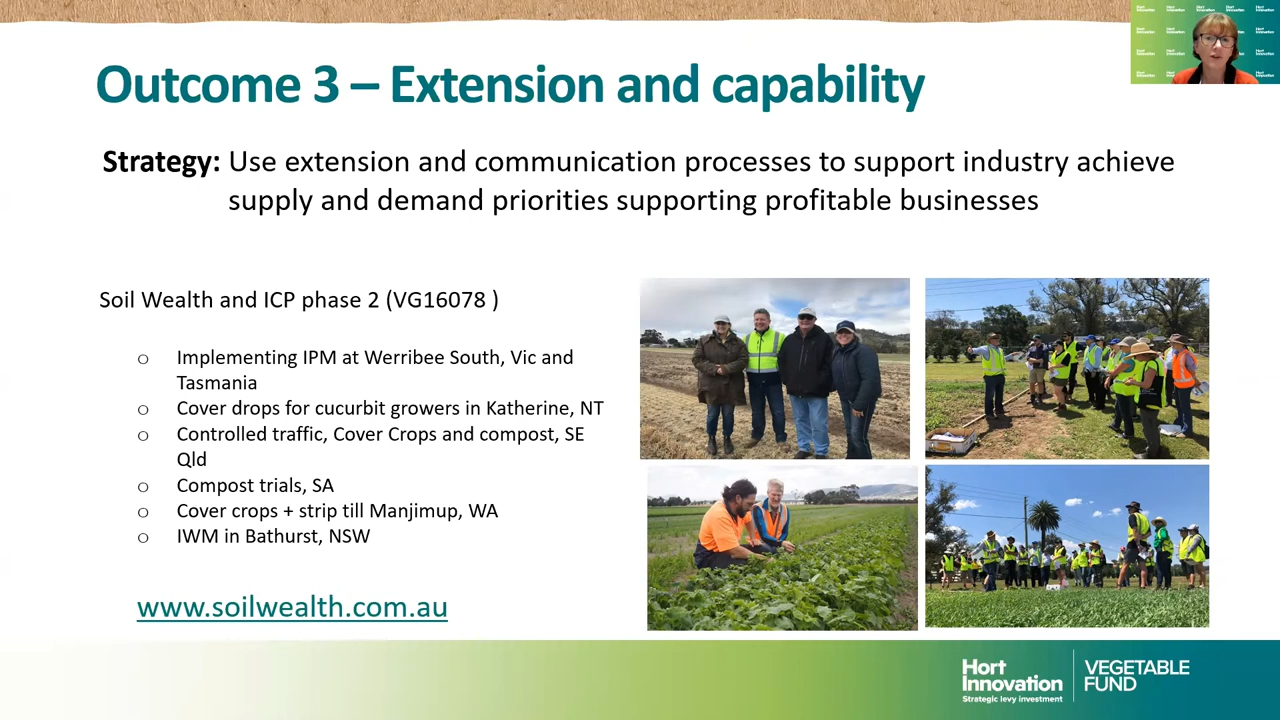 Outcome 3 – Extension and capability
Strategy: Use extension and communication processes to support industry achieve
supply and demand priorities supporting profitable businesses
Soil Wealth and ICP phase 2 (VG16078 )
o Implementing IPM at Werribee South, Vic and
Tasmania
o Cover drops for cucurbit growers in Katherine, NT
o Controlled traffic, Cover Crops and compost, SE
Qld
o Compost trials, SA
o Cover crops + strip till Manjimup, WA
o IWM in Bathurst, NSW
www.soilwealth.com.au
Hort
Innovation
Strategic levy investment
VEGETABLE
FUND